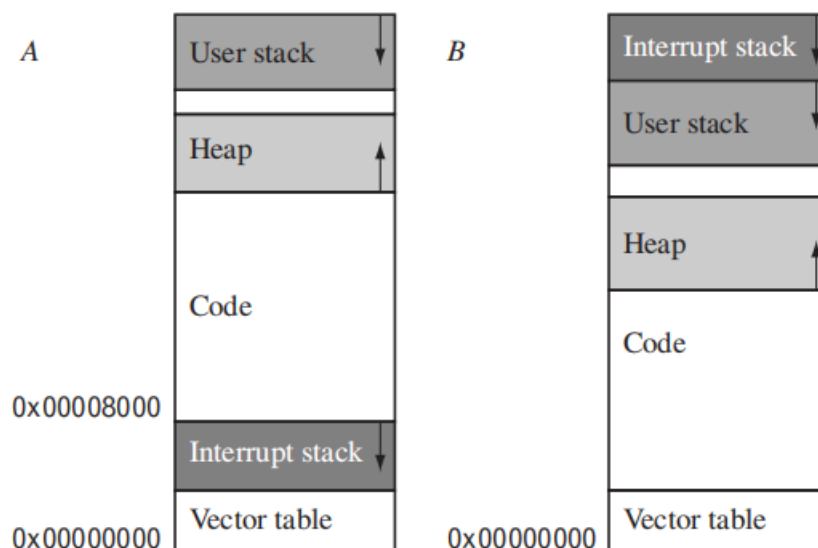 A
User stack
Heap
Code
0x00008000
Interrupt stack
Vector table
0x00000000
B
Interrupt stack
User stack
Heap
Code
Vector table
0x00000000